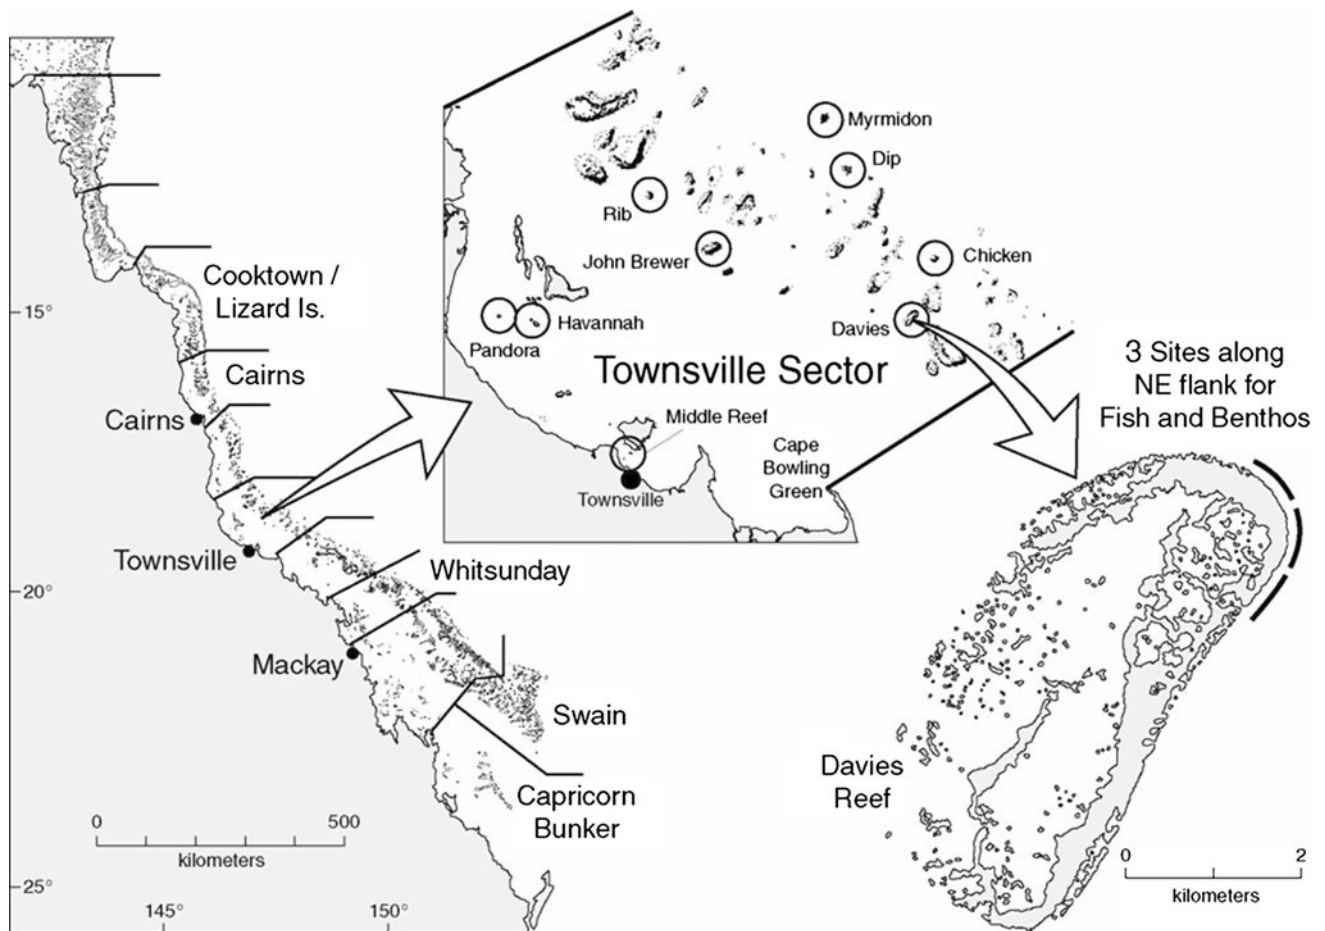 Cooktown /
Lizard Is.
15°
Cairns
Cairns
Townsville
20°
Whitsunday
Mackay
Swain
Capricorn
Bunker
0 500
kilometers
25°
145° 150°
Myrmidon
Dip
Rib
John Brewer
Chicken
Havannah
Pandora
Davies
Townsville Sector
Middle Reef
Cape
Bowling
Green
Townsville
3 Sites along
NE flank for
Fish and Benthos
Davies
Reef
0 2
kilometers